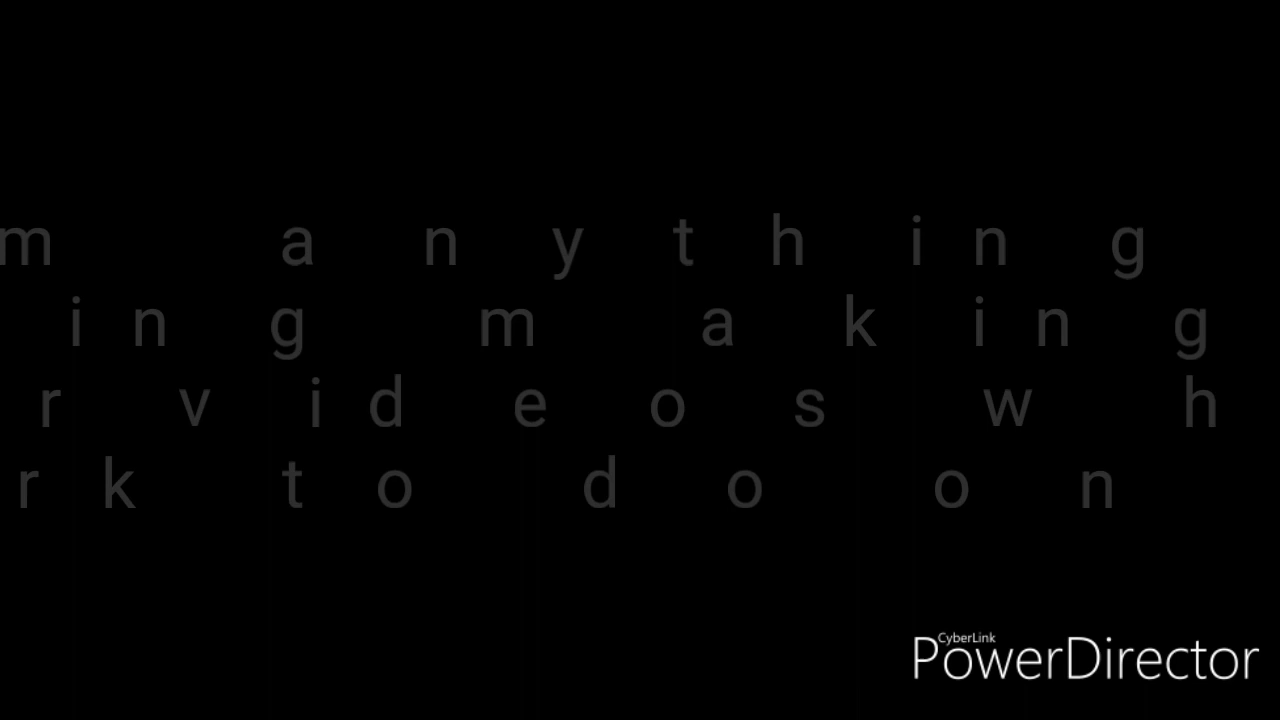 m anything
ing making
r videos wh
rk to do on
CyberLink
PowerDirector